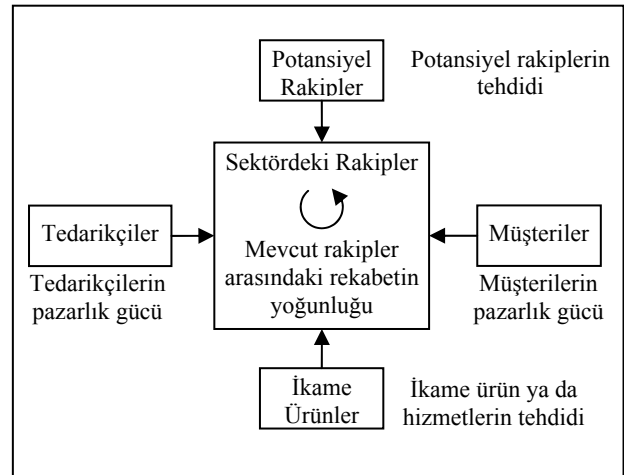 Potansiyel
Rakipler
Potansiyel rakiplerin
tehdidi
Sektördeki Rakipler
Mevcut rakipler
arasındaki rekabetin
yoğunluğu
Tedarikçiler
Tedarikçilerin
pazarlık gücü
Müşteriler
Müşterilerin
pazarlık gücü
İkame
Ürünler
İkame ürün ya da
hizmetlerin tehdidi